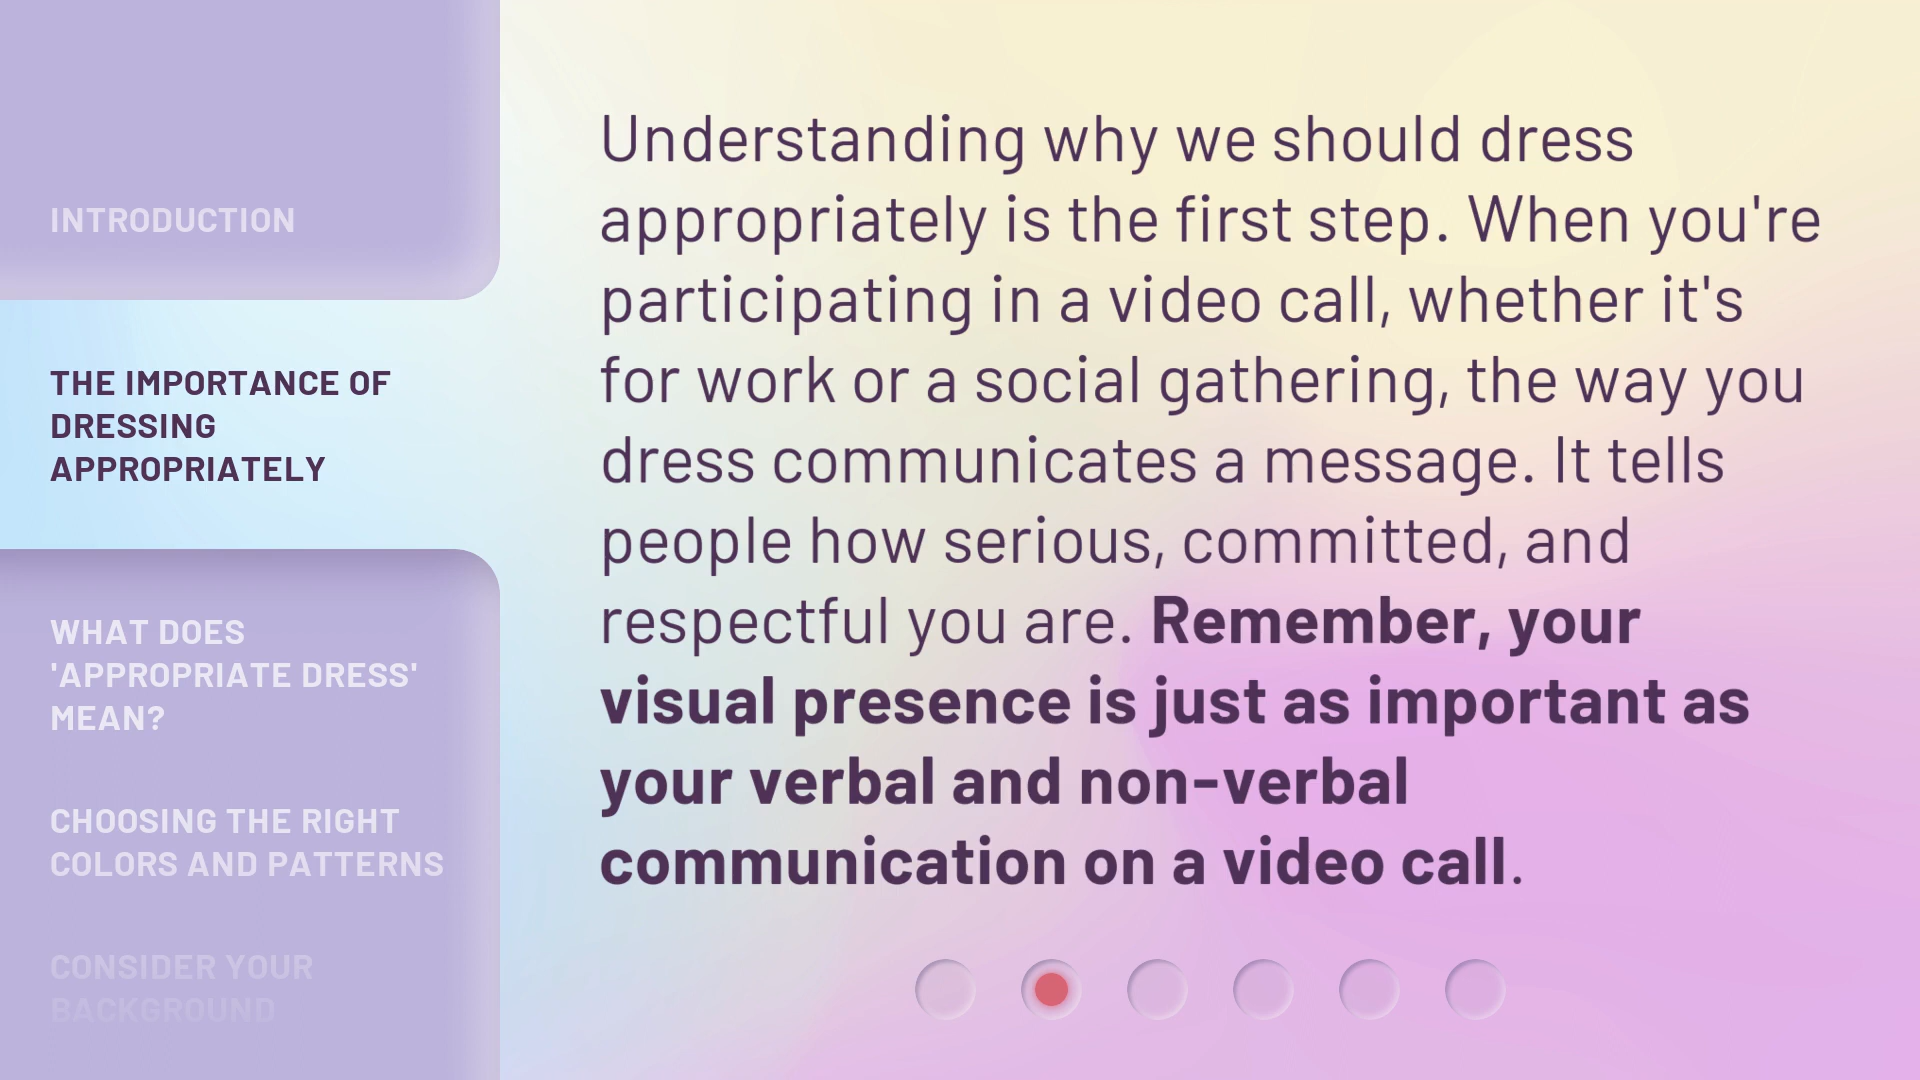 INTRODUCTION
THE IMPORTANCE OF
DRESSING
APPROPRIATELY
WHAT DOES
'APPROPRIATE DRESS'
MEAN?
CHOOSING THE RIGHT
COLORS AND PATTERNS
CONSIDER YOUR
BACKGROUND
Understanding why we should dress
appropriately is the first step. When you're
participating in a video call, whether it's
for work or a social gathering, the way you
dress communicates a message. It tells
people how serious, committed, and
respectful you are. Remember, your
visual presence is just as important as
your verbal and non-verbal
communication on a video call.